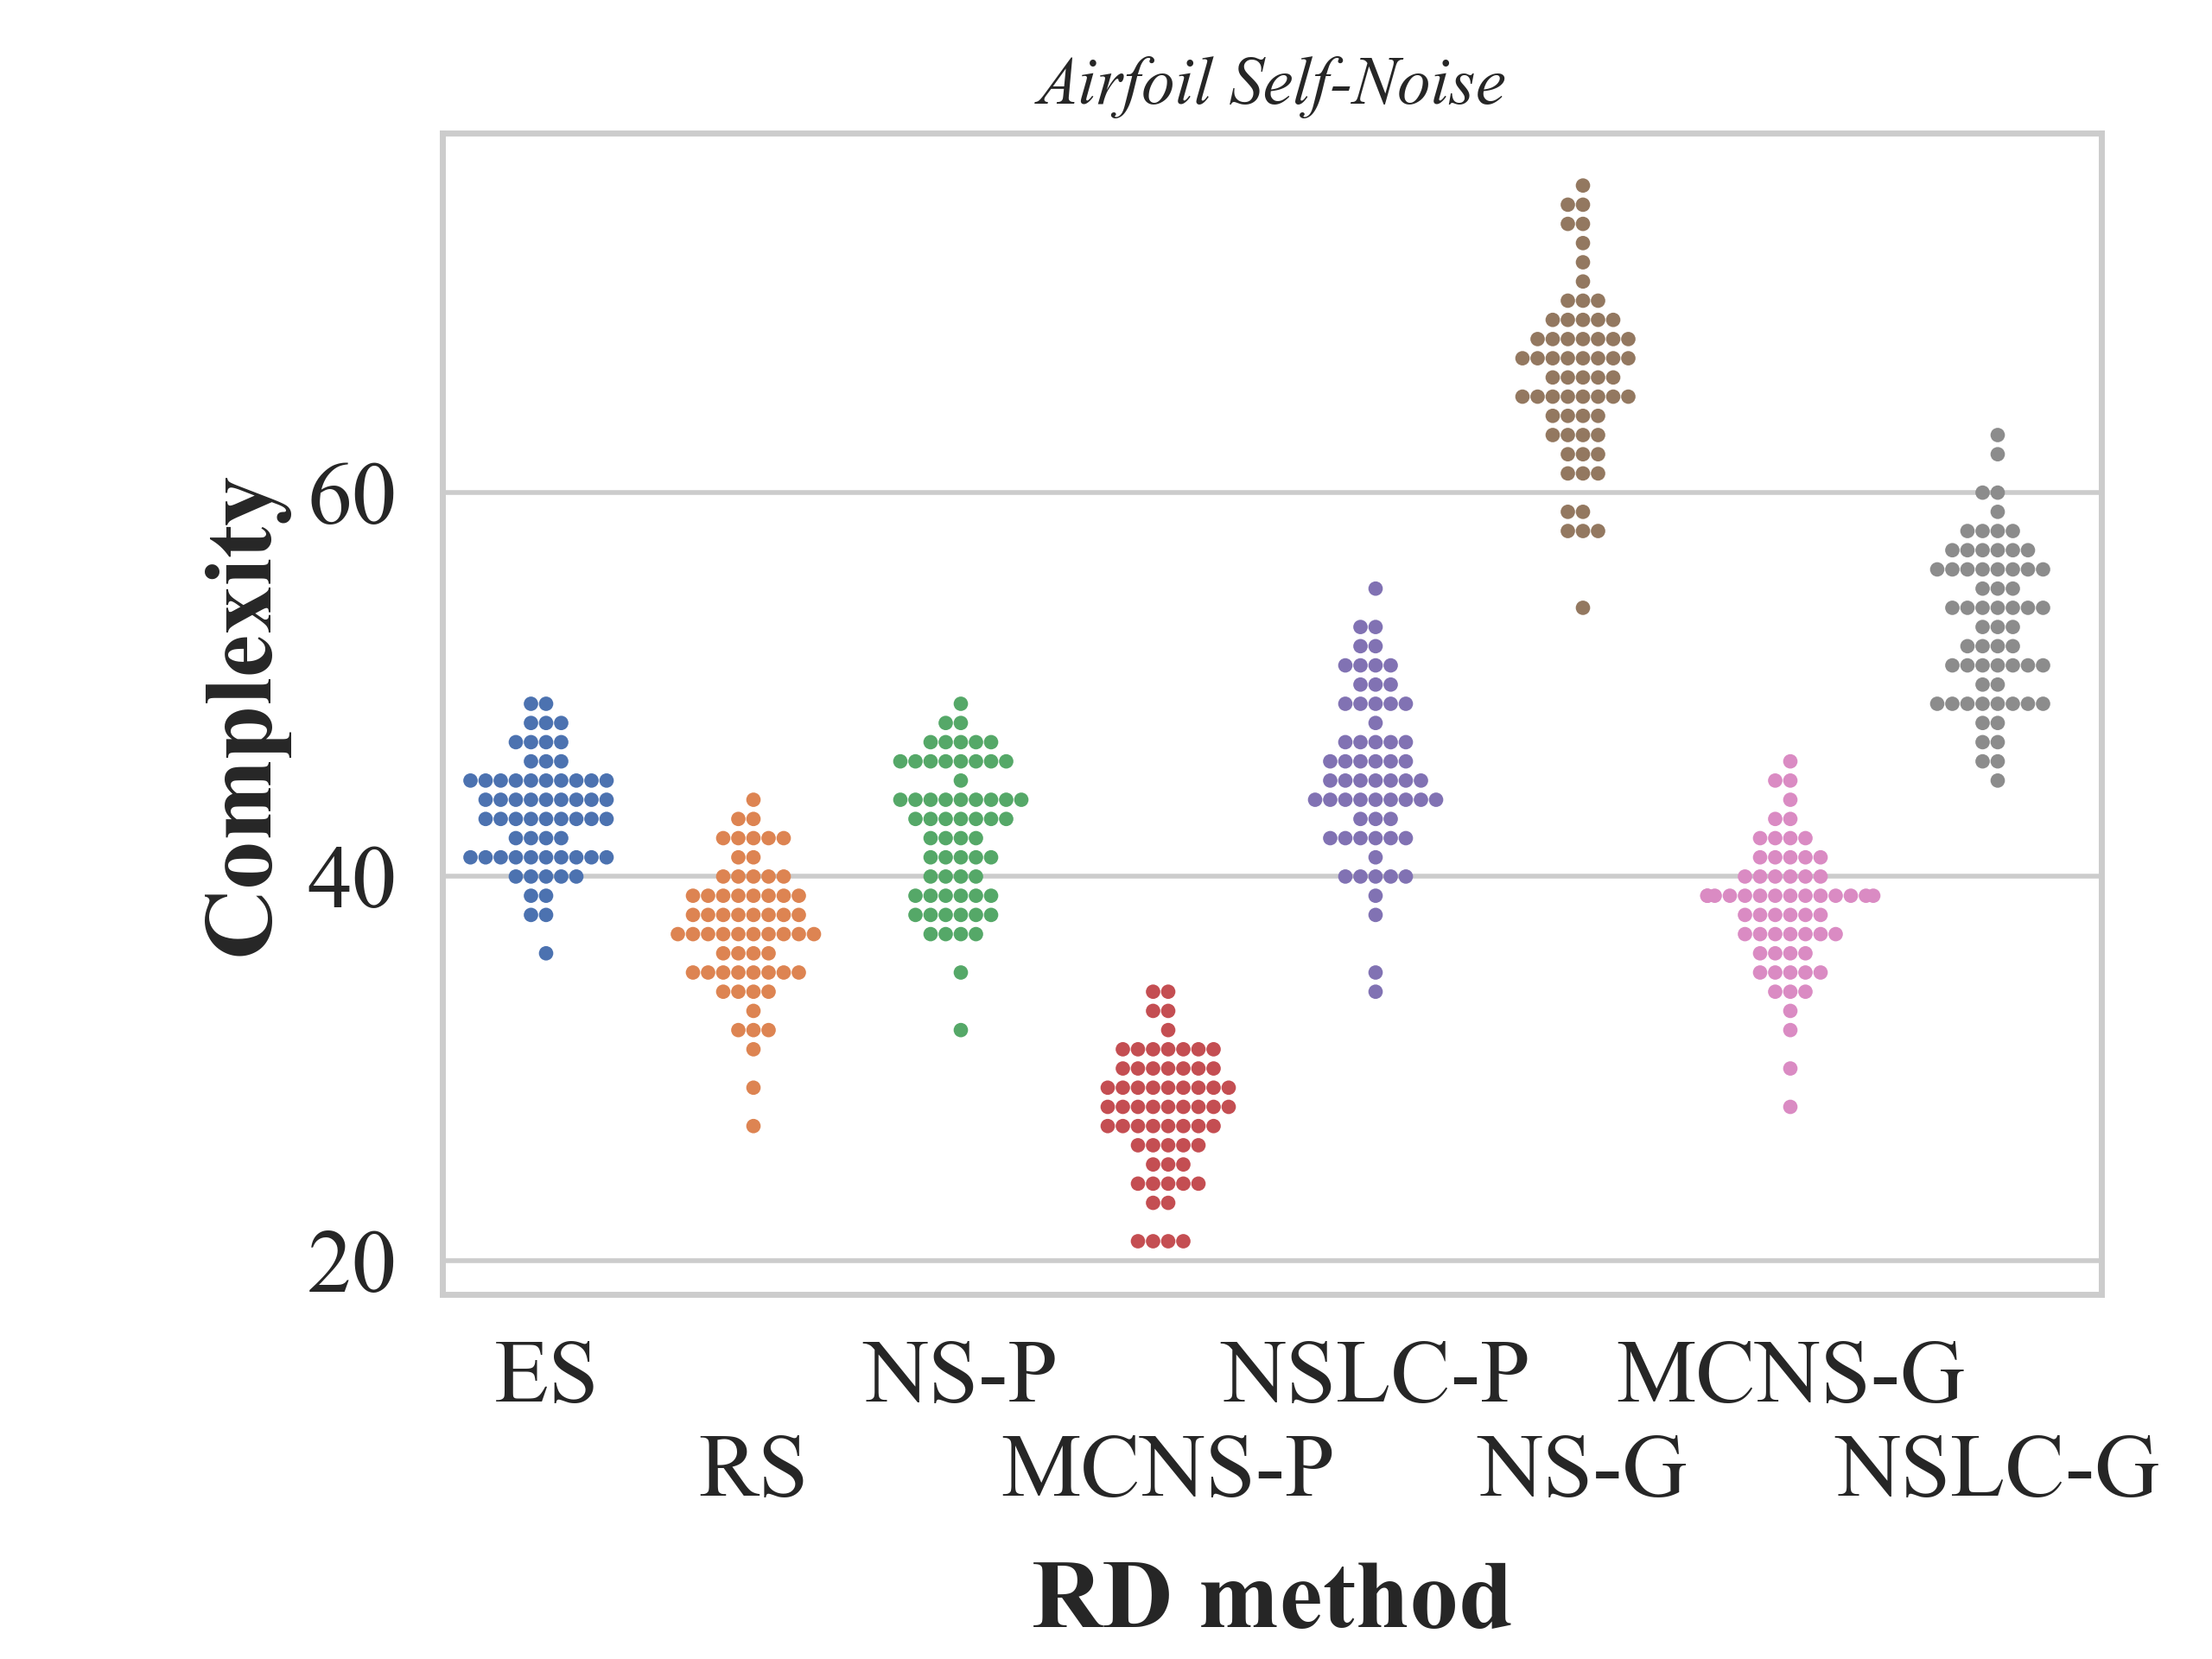 Airfoil Self-Noise
Complexity
60
40
20
ES NS-P NSLC-P MCNS-G
RS MCNS-P NS-G NSLC-G
RD method